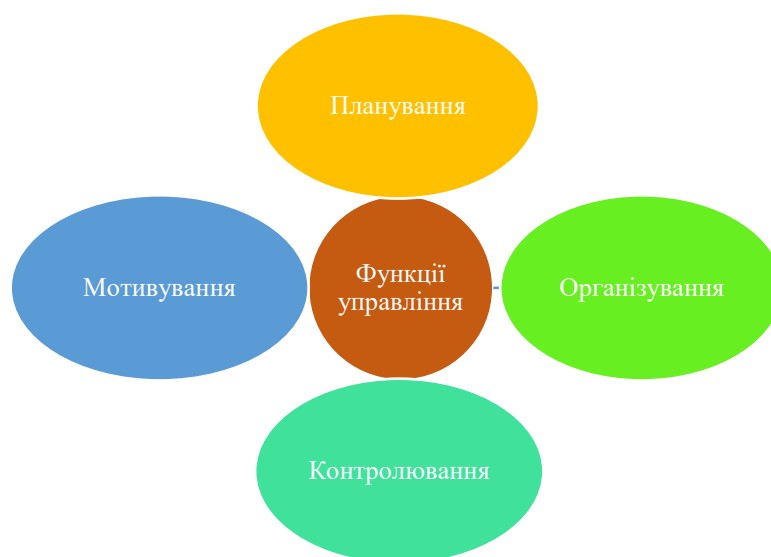 Планування
Мотивування
Функції
управління
Організування
Контролювання